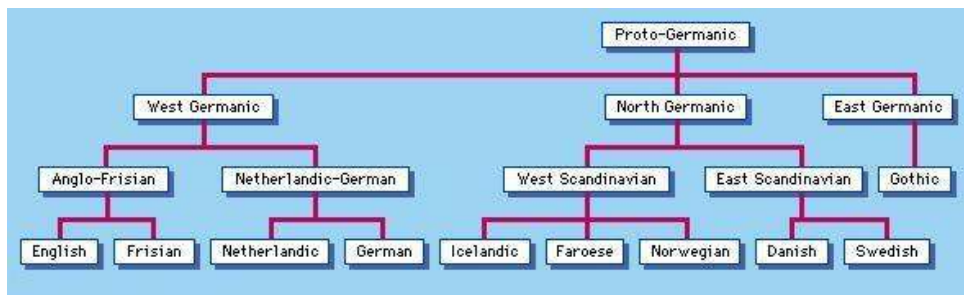 Proto-Germanic
West Germanic North Germanic East Germanic
Anglo-Frisian Netherlandic-German West Scandinavian East Scandinavian Gothic
English Frisian Netherlandic German Icelandic Faroese Norwegian Danish Swedish